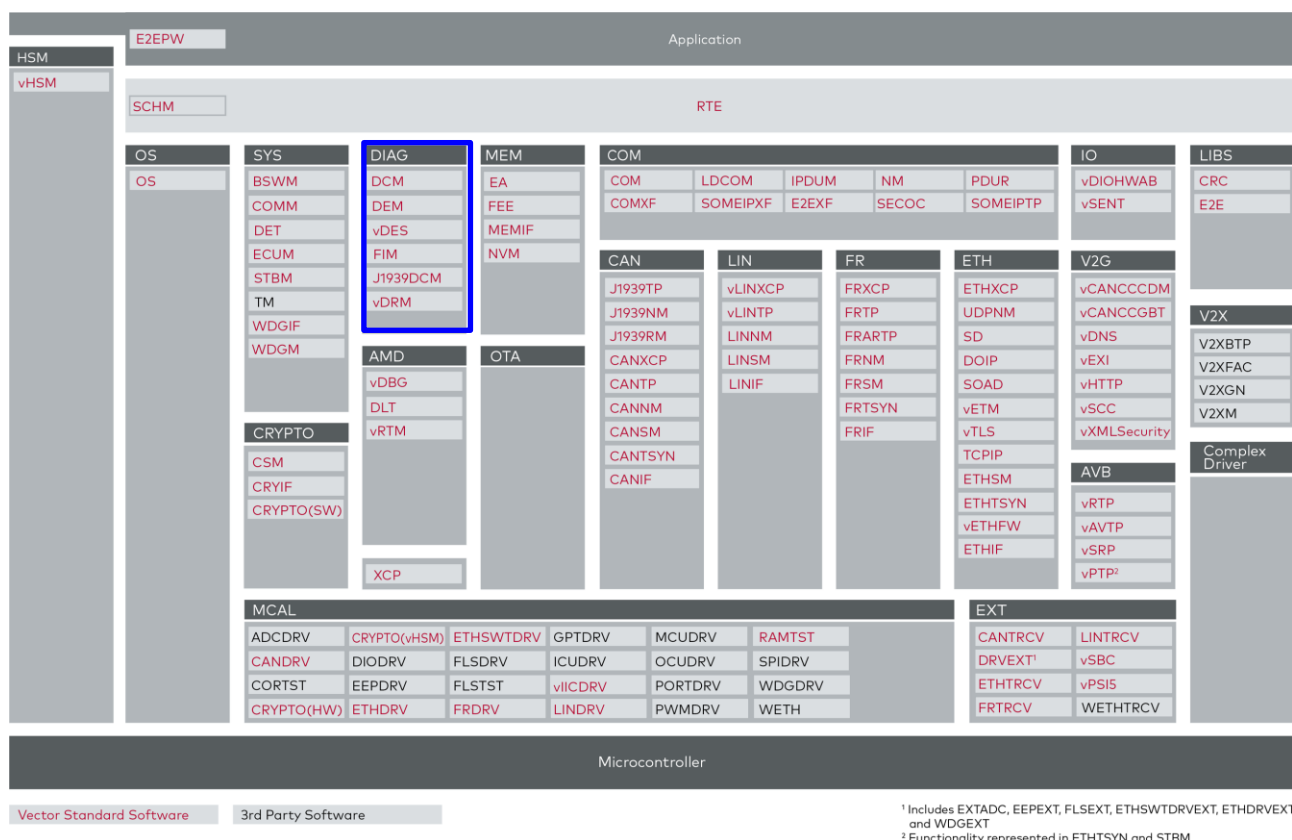 E2EPW
Application
HSM
vHSM
SCHM
RTE
OS
OS
SYS
BSWM
COMM
DET
ECUM
STBM
TM
WDGIF
WDGM
DIAG
DCM
DEM
vDES
FIM
J1939DCM
vDRM
MEM
EA
FEE
MEMIF
NVM
COM
COM LDCOM IPDUM NM PDUR
COMXF SOMEIPXF E2EXF SECOC SOMEIPTP
IO
vDIOHWAB
vSENT
LIBS
CRC
E2E
CRYPTO
CSM
CRYIF
CRYPTO(SW)
AMD
vDBG
DLT
vRTM
XCP
OTA
CAN
J1939TP
J1939NM
J1939RM
CANXCP
CANTP
CANNM
CANSM
CANTSYN
CANIF
LIN
vLINXCP
vLINTP
LINNM
LINSM
LINIF
FR
FRXCP
FRTP
FRARTP
FRNM
FRSM
FRTSYN
FRIF
ETH
ETHXCP
UDPNM
SD
DOIP
SOAD
vETM
vTLS
TCPIP
ETHSM
ETHTSYN
vETHFW
ETHIF
V2G
vCANCCCDM
vCANCCGBT
vDNS
vEXI
vHTTP
vSCC
vXMLSecurity
AVB
vRTP
vAVTP
vSRP
vPTP²
V2X
V2XBTP
V2XFAC
V2XGN
V2XM
Complex
Driver
MCAL
ADCDRV CRYPTO(vHSM) ETHSWTDRV GPTDRV MCUDRV RAMTST
CANDRV DIODRV FLSDRV ICUDRV OCUDRV SPIDRV
CORTST EEPDRV FLSTST vIICDRV PORTDRV WDGDRV
CRYPTO(HW) ETHDRV FRDRV LINDRV PWMDRV WETH
EXT
CANTRCV LINTRCV
DRVEXT¹ vSBC
ETHTRCV vPSI5
FRTRCV WETHTRCV
Microcontroller
Vector Standard Software
3rd Party Software
¹ Includes EXTADC, EEPEXT, FLSEXT, ETHSWTDRVEXT, ETHDRVEXT
and WDGEXT
² Functionality represented in ETHTSYN and STBM